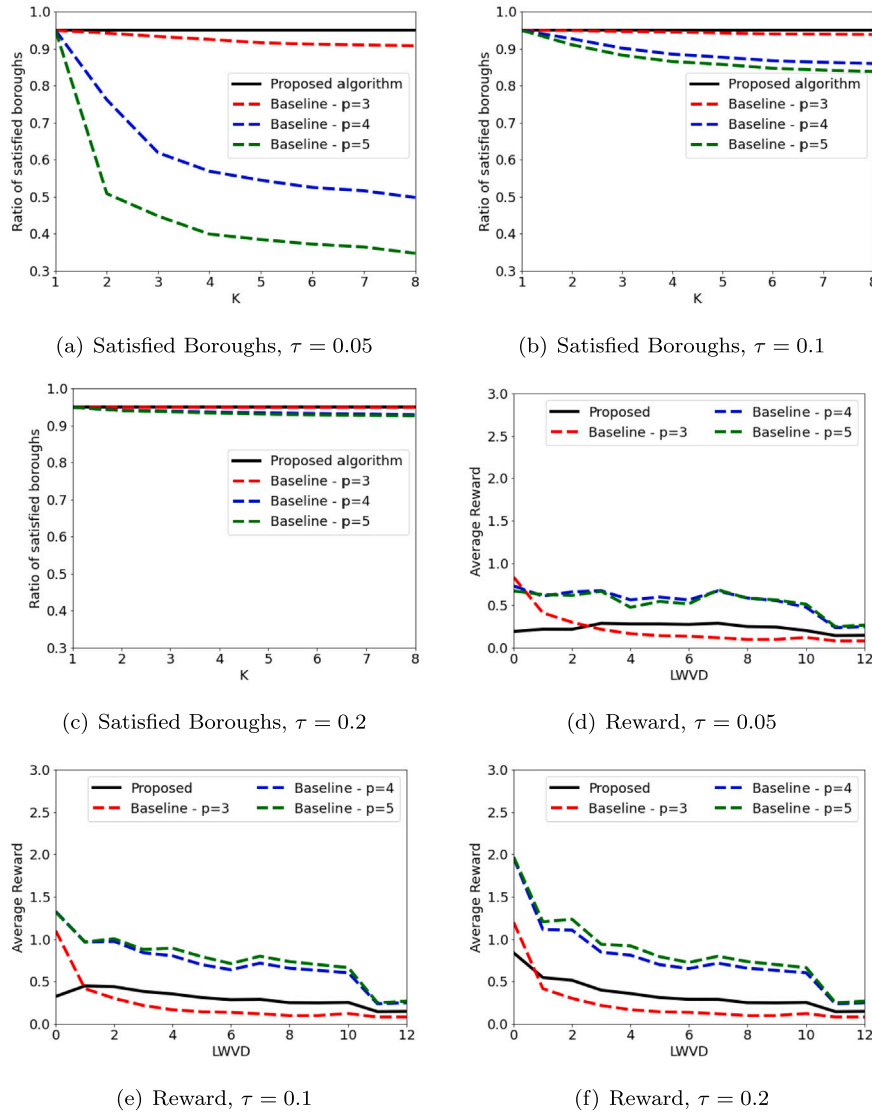 1.0
0.9
0.8
0.7
0.6
0.5
0.4
0.3
Ratio of satisfied boroughs
Proposed algorithm
Baseline - p=3
Baseline - p=4
Baseline - p=5
1 2 3 4 5 6 7 8
K
(a) Satisfied Boroughs, τ = 0.05
1.0
0.9
0.8
0.7
0.6
0.5
0.4
0.3
Ratio of satisfied boroughs
Proposed algorithm
Baseline - p=3
Baseline - p=4
Baseline - p=5
1 2 3 4 5 6 7 8
K
(b) Satisfied Boroughs, τ = 0.1
1.0
0.9
0.8
0.7
0.6
0.5
0.4
0.3
Ratio of satisfied boroughs
Proposed algorithm
Baseline - p=3
Baseline - p=4
Baseline - p=5
1 2 3 4 5 6 7 8
K
(c) Satisfied Boroughs, τ = 0.2
3.0
2.5
2.0
1.5
1.0
0.5
0.0
Average Reward
Proposed Baseline - p=4
Baseline - p=3 Baseline - p=5
0 2 4 6 8 10 12
LWVD
(d) Reward, τ = 0.05
3.0
2.5
2.0
1.5
1.0
0.5
0.0
Average Reward
Proposed Baseline - p=4
Baseline - p=3 Baseline - p=5
0 2 4 6 8 10 12
LWVD
(e) Reward, τ = 0.1
3.0
2.5
2.0
1.5
1.0
0.5
0.0
Average Reward
Proposed Baseline - p=4
Baseline - p=3 Baseline - p=5
0 2 4 6 8 10 12
LWVD
(f) Reward, τ = 0.2